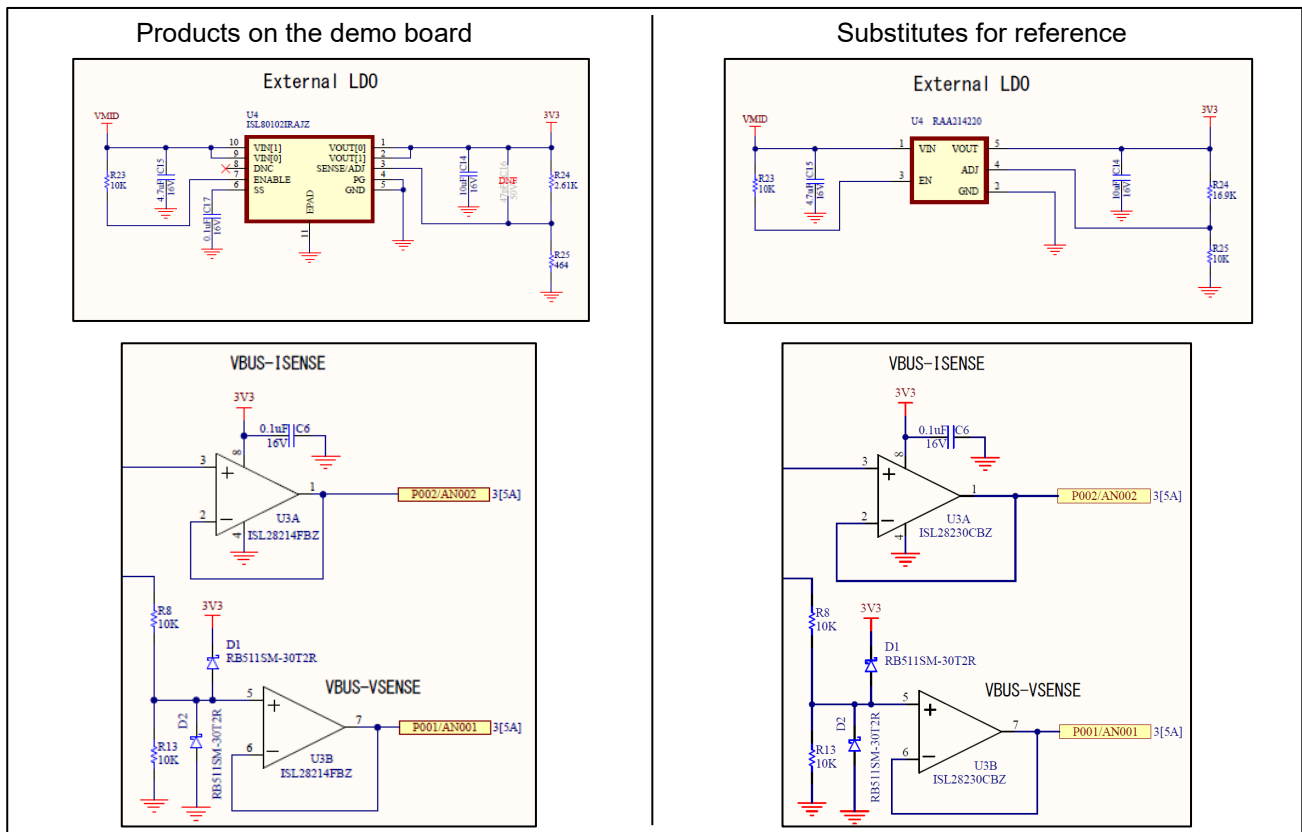 Products on the demo board
External LDO
VMID
U4
ISL80102IRAJZ
3V3
10 VIN[1] VOUT[0] 1
9 VIN[0] VOUT[1] 2
8 DNC SENSE/ADJ 3
7 ENABLE PG 4
6 SS GND 5
EPAD
11
R23
10K
4.7uF C15
16V
0.1uF C17
16V
10uF C14
16V
DNF
C16
50V
R24
2.61K
R25
464
VBUS-ISENSE
3V3
0.1uF C6
16V
8
3 + 1
P002/AN002 3[5A]
2 −
4
U3A
ISL28214FBZ
R8
10K
3V3
D1
RB511SM-30T2R
VBUS-VSENSE
5 + 7
P001/AN001 3[5A]
6 −
R13
10K
D2
RB511SM-30T2R
U3B
ISL28214FBZ
Substitutes for reference
External LDO
VMID
U4 RAA214220
3V3
1 VIN VOUT 5
ADJ 4
3 EN
GND 2
R23
10K
4.7uF C15
16V
10uF C14
16V
R24
16.9K
R25
10K
VBUS-ISENSE
3V3
0.1uF C6
16V
8
3 + 1
P002/AN002 3[5A]
2 −
4
U3A
ISL28230CBZ
R8
10K
3V3
D1
RB511SM-30T2R
VBUS-VSENSE
5 + 7
P001/AN001 3[5A]
6 −
R13
10K
D2
RB511SM-30T2R
U3B
ISL28230CBZ